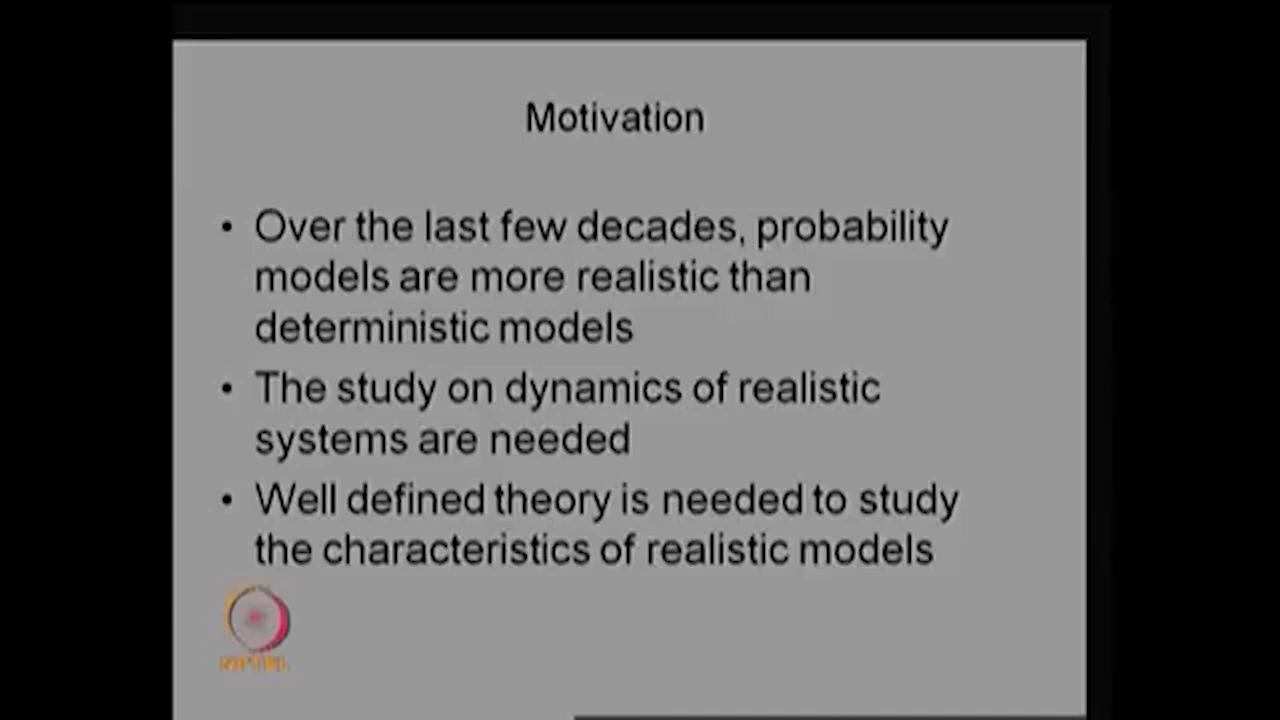 Motivation
• Over the last few decades, probability
models are more realistic than
deterministic models
• The study on dynamics of realistic
systems are needed
• Well defined theory is needed to study
the characteristics of realistic models
NPTEL